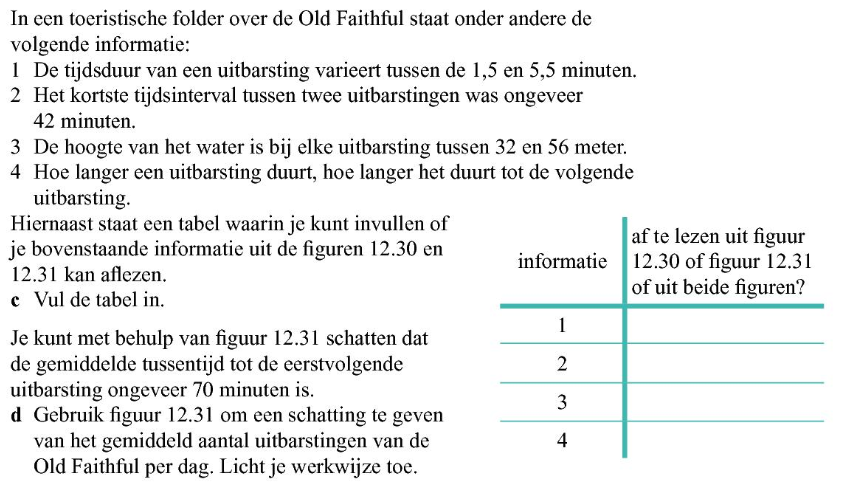 In een toeristische folder over de Old Faithful staat onder andere de
volgende informatie:
1 De tijdsduur van een uitbarsting varieert tussen de 1,5 en 5,5 minuten.
2 Het kortste tijdsinterval tussen twee uitbarstingen was ongeveer
42 minuten.
3 De hoogte van het water is bij elke uitbarsting tussen 32 en 56 meter.
4 Hoe langer een uitbarsting duurt, hoe langer het duurt tot de volgende
uitbarsting.
Hiernaast staat een tabel waarin je kunt invullen of
je bovenstaande informatie uit de figuren 12.30 en
12.31 kan aflezen.
c Vul de tabel in.
Je kunt met behulp van figuur 12.31 schatten dat
de gemiddelde tussentijd tot de eerstvolgende
uitbarsting ongeveer 70 minuten is.
d Gebruik figuur 12.31 om een schatting te geven
van het gemiddeld aantal uitbarstingen van de
Old Faithful per dag. Licht je werkwijze toe.
informatie
af te lezen uit figuur
12.30 of figuur 12.31
of uit beide figuren?
1
2
3
4